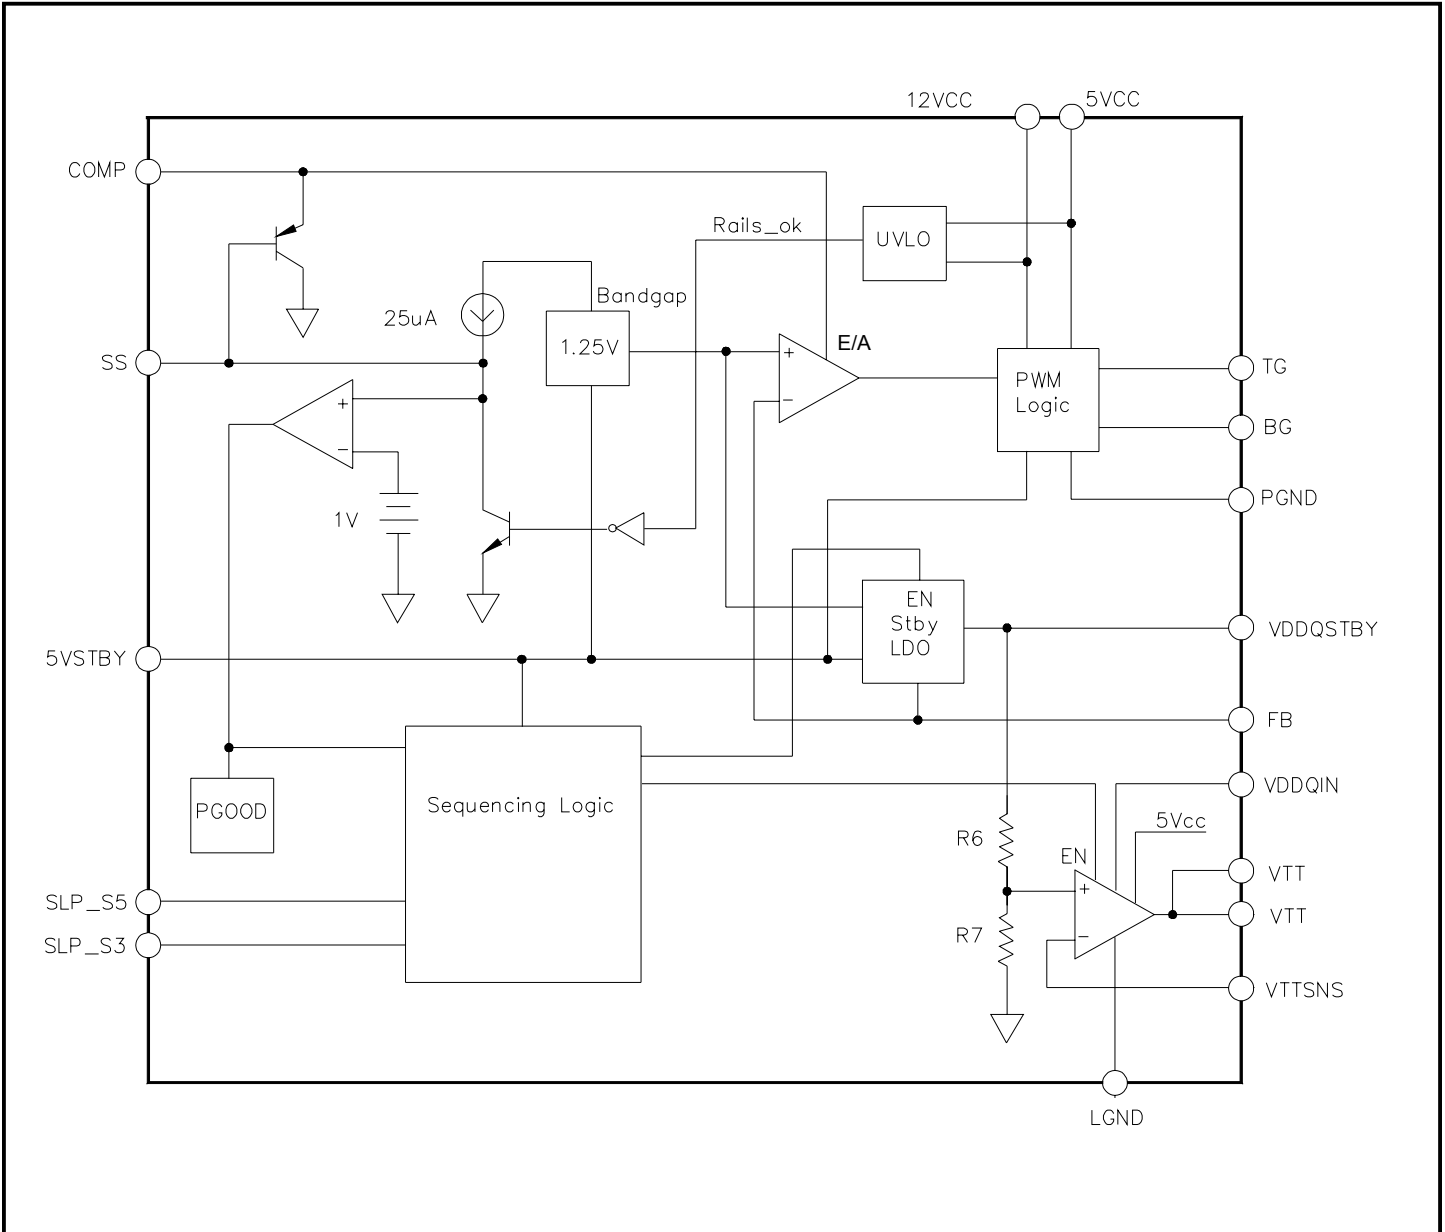 12VCC
5VCC
COMP
Rails_ok
UVLO
Bandgap
25uA
1.25V
+
E/A
SS
TG
PWM
Logic
+
−
BG
−
PGND
1V
EN
Stby
LDO
VDDQSTBY
5VSTBY
FB
VDDQIN
PGOOD
Sequencing Logic
5Vcc
R6
EN
VTT
+
SLP_S5
VTT
R7
−
SLP_S3
VTTSNS
LGND